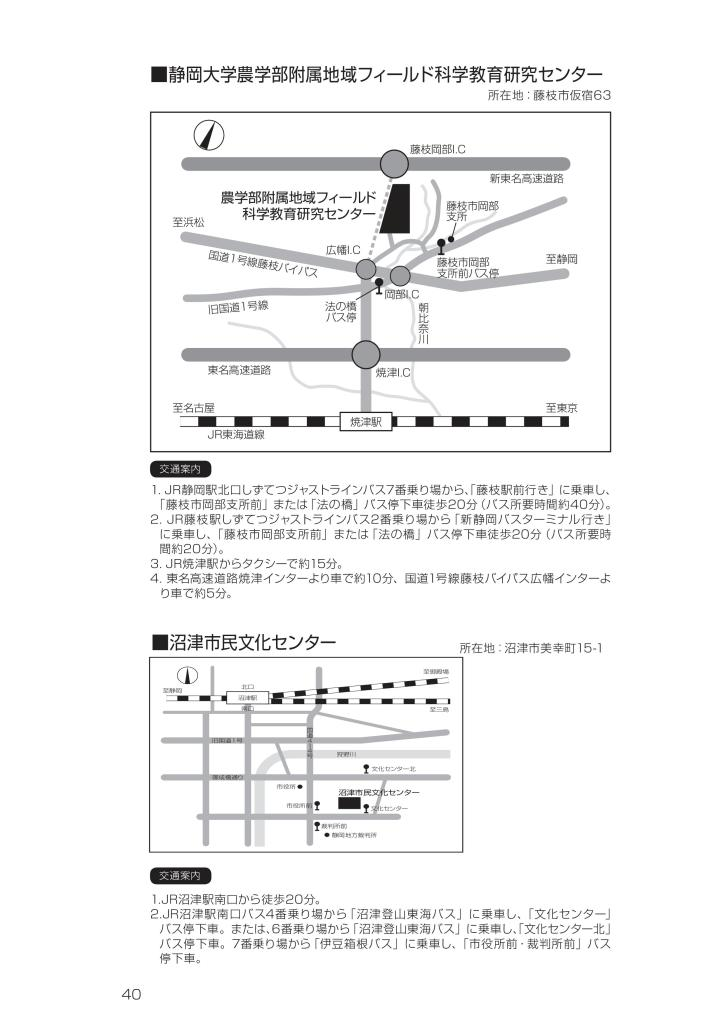 ■静岡大学農学部附属地域フィールド科学教育研究センター
所在地：藤枝市仮宿63
藤枝岡部I.C
新東名高速道路
農学部附属地域フィールド
科学教育研究センター
藤枝市岡部
支所
至浜松
広幡I.C
国道1号線藤枝バイパス
藤枝市岡部
支所前バス停
至静岡
岡部I.C
旧国道1号線
法の橋
バス停
朝比奈川
東名高速道路
焼津I.C
至名古屋
至東京
焼津駅
JR東海道線
交通案内
1. JR静岡駅北口しずてつジャストラインバス7番乗り場から、「藤枝駅前行き」に乗車し、
「藤枝市岡部支所前」または「法の橋」バス停下車徒歩20分（バス所要時間約40分）。
2. JR藤枝駅しずてつジャストラインバス2番乗り場から「新静岡バスターミナル行き」
に乗車し、「藤枝市岡部支所前」または「法の橋」バス停下車徒歩20分（バス所要時
間約20分）。
3. JR焼津駅からタクシーで約15分。
4. 東名高速道路焼津インターより車で約10分、国道1号線藤枝バイパス広幡インターよ
り車で約5分。
■沼津市民文化センター
所在地：沼津市美幸町15-1
至御殿場
至静岡
北口
沼津駅
南口
至三島
旧国道1号
国道414号
狩野川
文化センター北
御成橋通り
市役所
沼津市民文化センター
市役所前
文化センター
裁判所前
静岡地方裁判所
交通案内
1.JR沼津駅南口から徒歩20分。
2.JR沼津駅南口バス4番乗り場から「沼津登山東海バス」に乗車し、「文化センター」
バス停下車。または、6番乗り場から「沼津登山東海バス」に乗車し、「文化センター北」
バス停下車。7番乗り場から「伊豆箱根バス」に乗車し、「市役所前・裁判所前」バス
停下車。
40